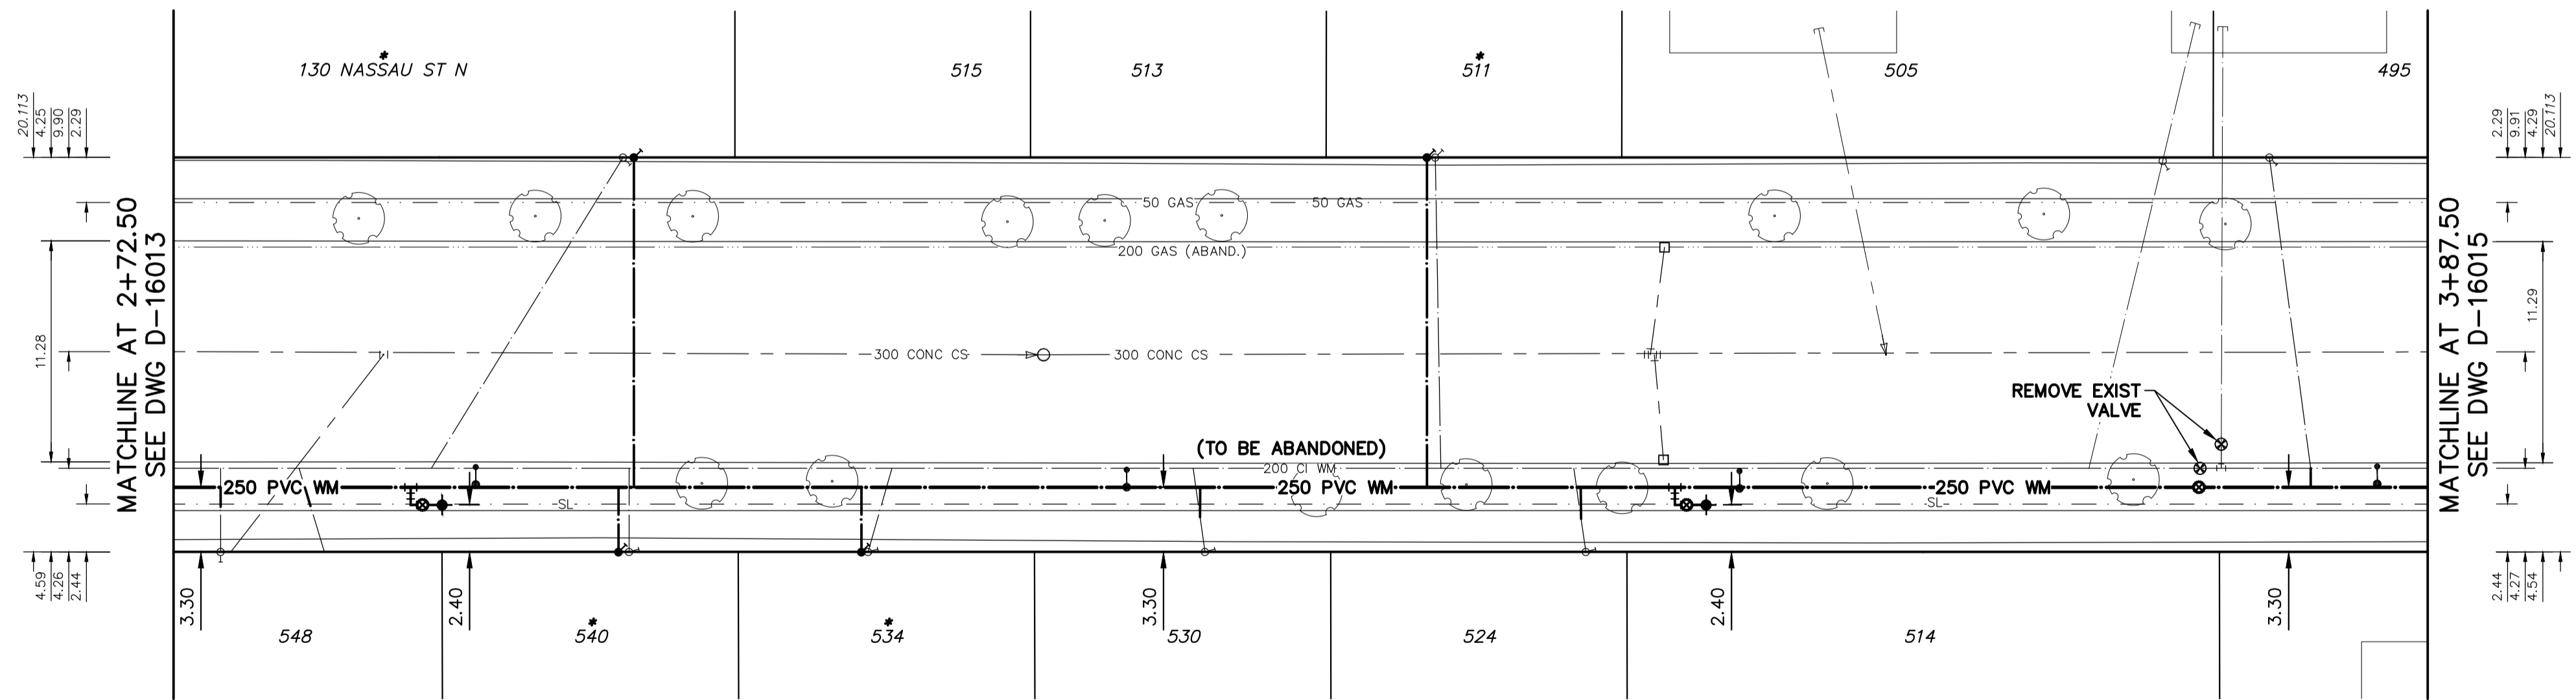 130 NASSAU ST N
*
515
513
511
*
505
495
20.113
4.25
9.90
2.29
2.29
9.91
4.29
20.113
MATCHLINE AT 2+72.50
SEE DWG D-16013
11.28
50 GAS
50 GAS
200 GAS (ABAND.)
300 CONC CS
300 CONC CS
REMOVE EXIST
VALVE
(TO BE ABANDONED)
200 CI WM
250 PVC WM
250 PVC WM
250 PVC WM
SL
SL
MATCHLINE AT 3+87.50
SEE DWG D-16015
11.29
4.59
4.26
2.44
3.30
2.40
3.30
2.40
3.30
2.44
4.27
4.54
548
540
*
534
*
530
524
514